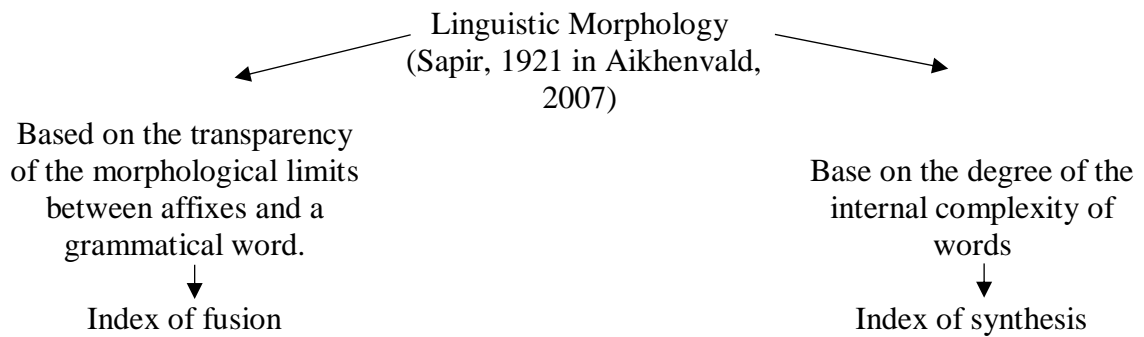 Linguistic Morphology
(Sapir, 1921 in Aikhenvald,
2007)
Based on the transparency
of the morphological limits
between affixes and a
grammatical word.
Index of fusion
Base on the degree of the
internal complexity of
words
Index of synthesis